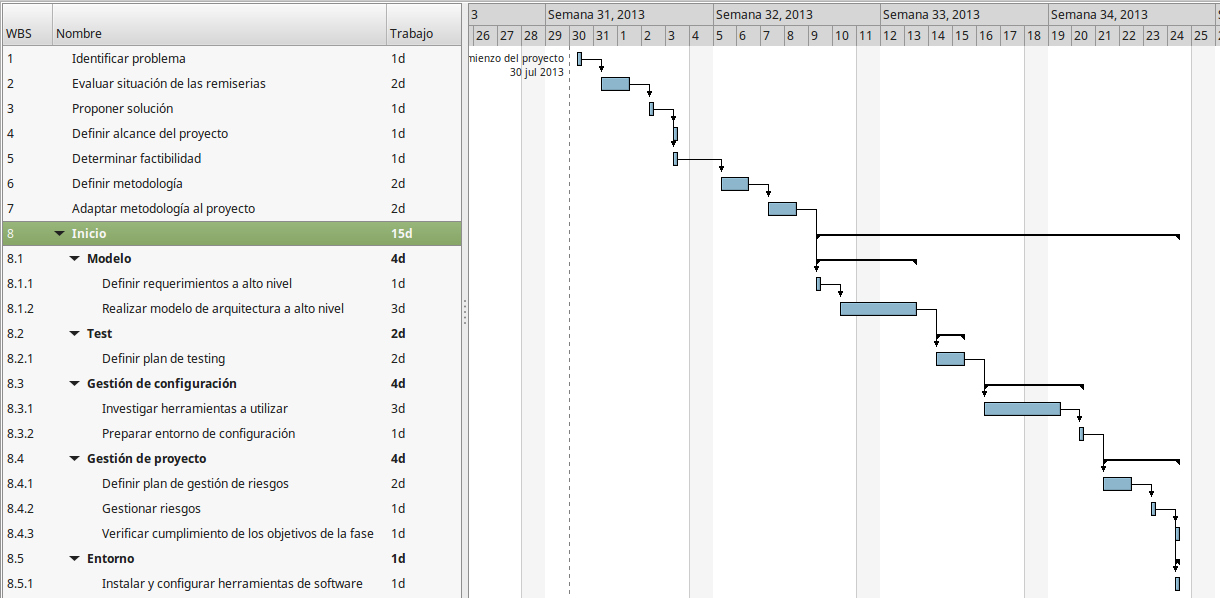 WBS Nombre Trabajo
3 Semana 31, 2013 Semana 32, 2013 Semana 33, 2013 Semana 34, 2013
26 27 28 29 30 31 1 2 3 4 5 6 7 8 9 10 11 12 13 14 15 16 17 18 19 20 21 22 23 24 25
1 Identificar problema 1d
mienzo del proyecto
30 jul 2013
2 Evaluar situación de las remiserias 2d
3 Proponer solución 1d
4 Definir alcance del proyecto 1d
5 Determinar factibilidad 1d
6 Definir metodología 2d
7 Adaptar metodología al proyecto 2d
8 Inicio 15d
8.1 Modelo 4d
8.1.1 Definir requerimientos a alto nivel 1d
8.1.2 Realizar modelo de arquitectura a alto nivel 3d
8.2 Test 2d
8.2.1 Definir plan de testing 2d
8.3 Gestión de configuración 4d
8.3.1 Investigar herramientas a utilizar 3d
8.3.2 Preparar entorno de configuración 1d
8.4 Gestión de proyecto 4d
8.4.1 Definir plan de gestión de riesgos 2d
8.4.2 Gestionar riesgos 1d
8.4.3 Verificar cumplimiento de los objetivos de la fase 1d
8.5 Entorno 1d
8.5.1 Instalar y configurar herramientas de software 1d